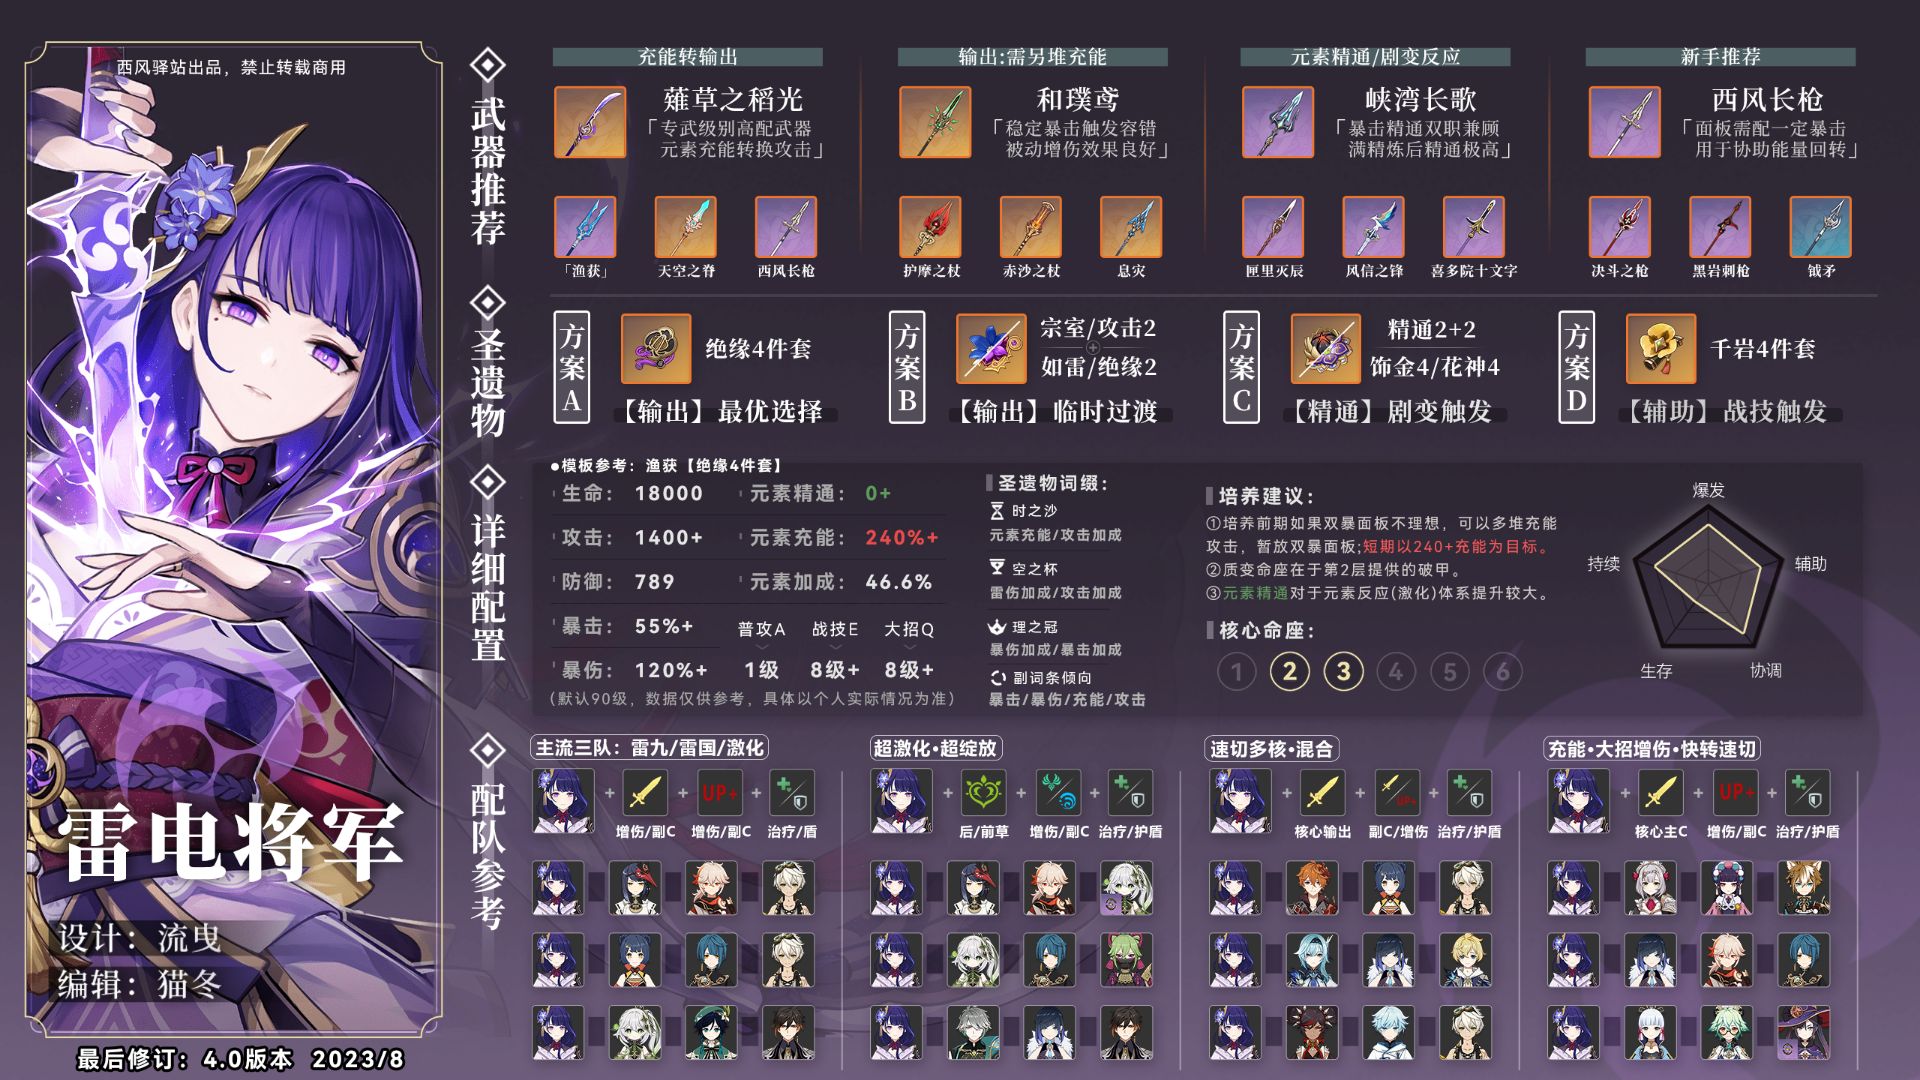 西风驿站出品，禁止转载商用
雷电将军
设计：流曳
编辑：猫冬
最后修订：4.0版本 2023/8
武器推荐
充能转输出
薙草之稻光
「专武级别高配武器
元素充能转换攻击」
「渔获」
天空之脊
西风长枪
输出:需另堆充能
和璞鸢
「稳定暴击触发容错
被动增伤效果良好」
护摩之杖
赤沙之杖
息灾
元素精通/剧变反应
峡湾长歌
「暴击精通双职兼顾
满精炼后精通极高」
匣里灭辰
风信之锋
喜多院十文字
新手推荐
西风长枪
「面板需配一定暴击
用于协助能量回转」
决斗之枪
黑岩刺枪
钺矛
圣遗物
方案A
绝缘4件套
【输出】最优选择
方案B
宗室/攻击2
如雷/绝缘2
【输出】临时过渡
方案C
精通2+2
饰金4/花神4
【精通】剧变触发
方案D
千岩4件套
【辅助】战技触发
详细配置
●模板参考：渔获【绝缘4件套】
生命： 18000
元素精通： 0+
攻击： 1400+
元素充能： 240%+
防御： 789
元素加成： 46.6%
暴击： 55%+
普攻A 战技E 大招Q
暴伤： 120%+
1级 8级+ 8级+
（默认90级，数据仅供参考，具体以个人实际情况为准）
圣遗物词缀：
时之沙
元素充能/攻击加成
空之杯
雷伤加成/攻击加成
理之冠
暴伤加成/暴击加成
副词条倾向
暴击/暴伤/充能/攻击
培养建议：
①培养前期如果双暴面板不理想，可以多堆充能
攻击，暂放双暴面板;短期以240+充能为目标。
②质变命座在于第2层提供的破甲。
③元素精通对于元素反应(激化)体系提升较大。
核心命座：
1 2 3 4 5 6
爆发
持续
辅助
生存
协调
配队参考
主流三队：雷九/雷国/激化
UP+
增伤/副C 增伤/副C 治疗/盾
超激化·超绽放
后/前草 增伤/副C 治疗/护盾
速切多核·混合
UP+
核心输出 副C/增伤 治疗/护盾
充能·大招增伤·快转速切
UP+
核心主C 增伤/副C 治疗/护盾